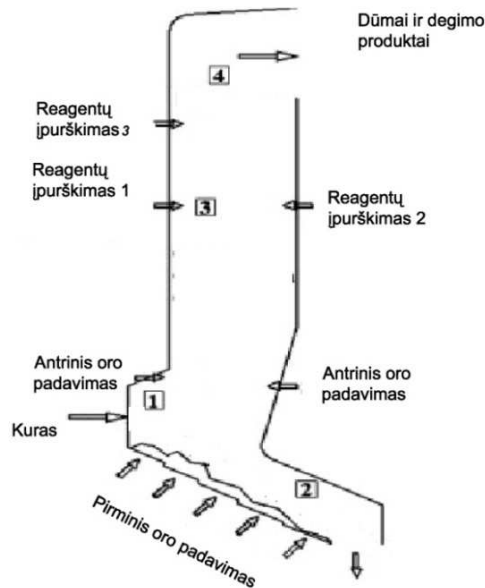 Dūmai ir degimo
produktai
4
Reagentų
įpurškimas 3
Reagentų
įpurškimas 1
3
Reagentų
įpurškimas 2
Antrinis oro
padavimas
Antrinis oro
padavimas
1
Kuras
2
Pirminis oro padavimas